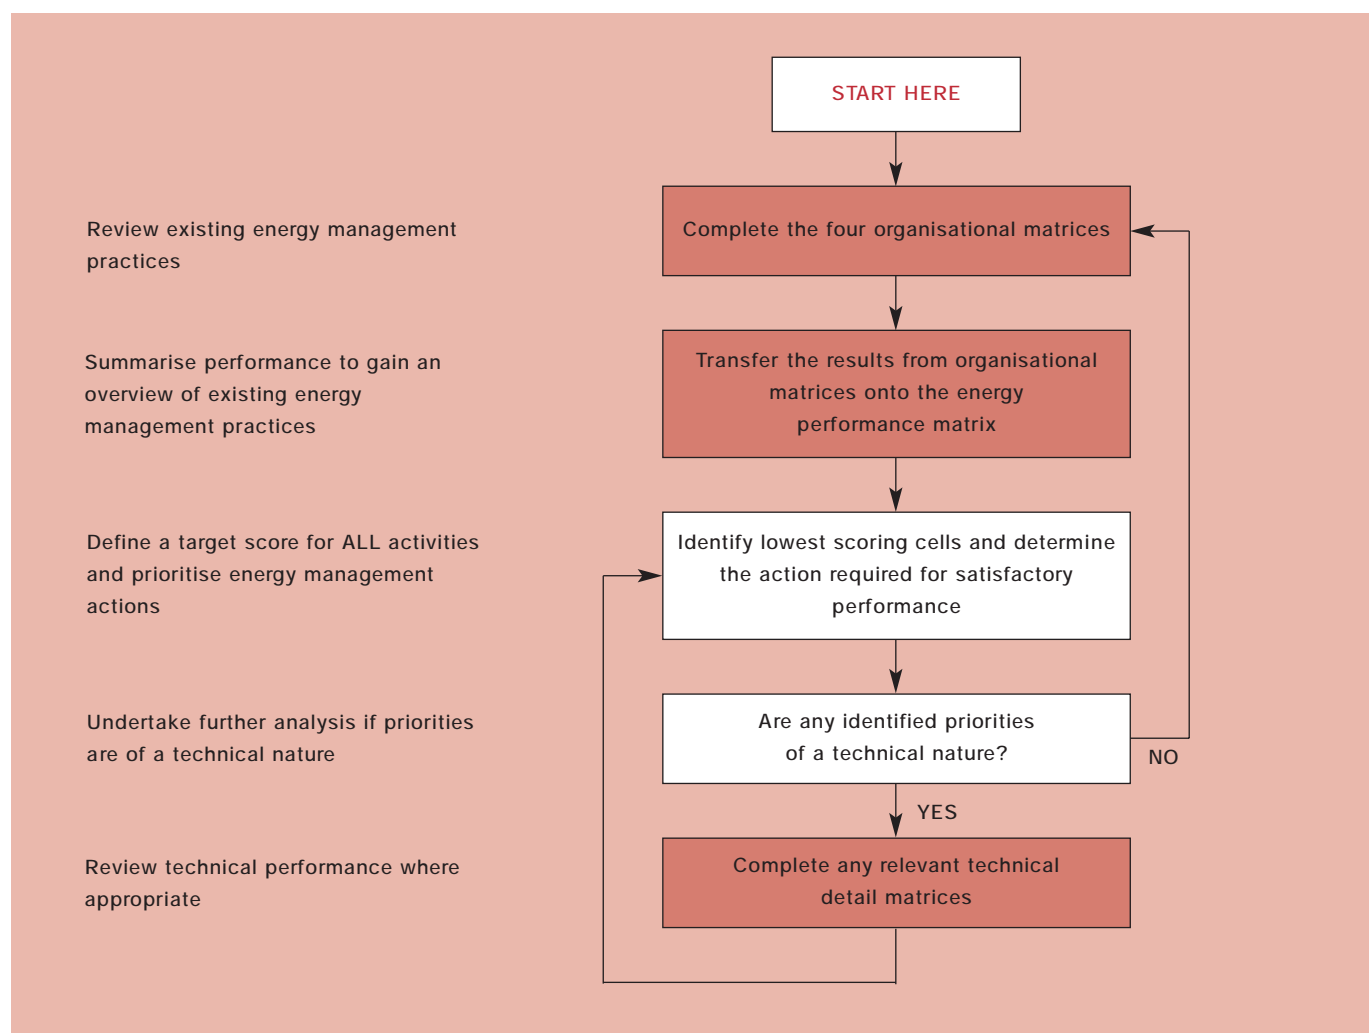 START HERE
Review existing energy management
practices
Complete the four organisational matrices
Summarise performance to gain an
overview of existing energy
management practices
Transfer the results from organisational
matrices onto the energy
performance matrix
Define a target score for ALL activities
and prioritise energy management
actions
Identify lowest scoring cells and determine
the action required for satisfactory
performance
Undertake further analysis if priorities
are of a technical nature
Are any identified priorities
of a technical nature?
NO
YES
Review technical performance where
appropriate
Complete any relevant technical
detail matrices